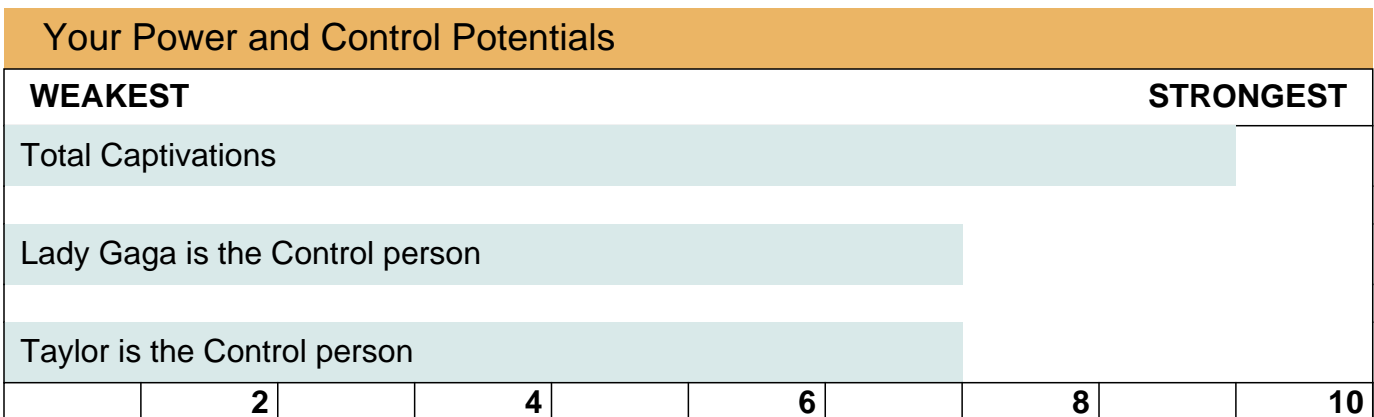 Your Power and Control Potentials
WEAKEST STRONGEST
Total Captivations
Lady Gaga is the Control person
Taylor is the Control person
2 4 6 8 10